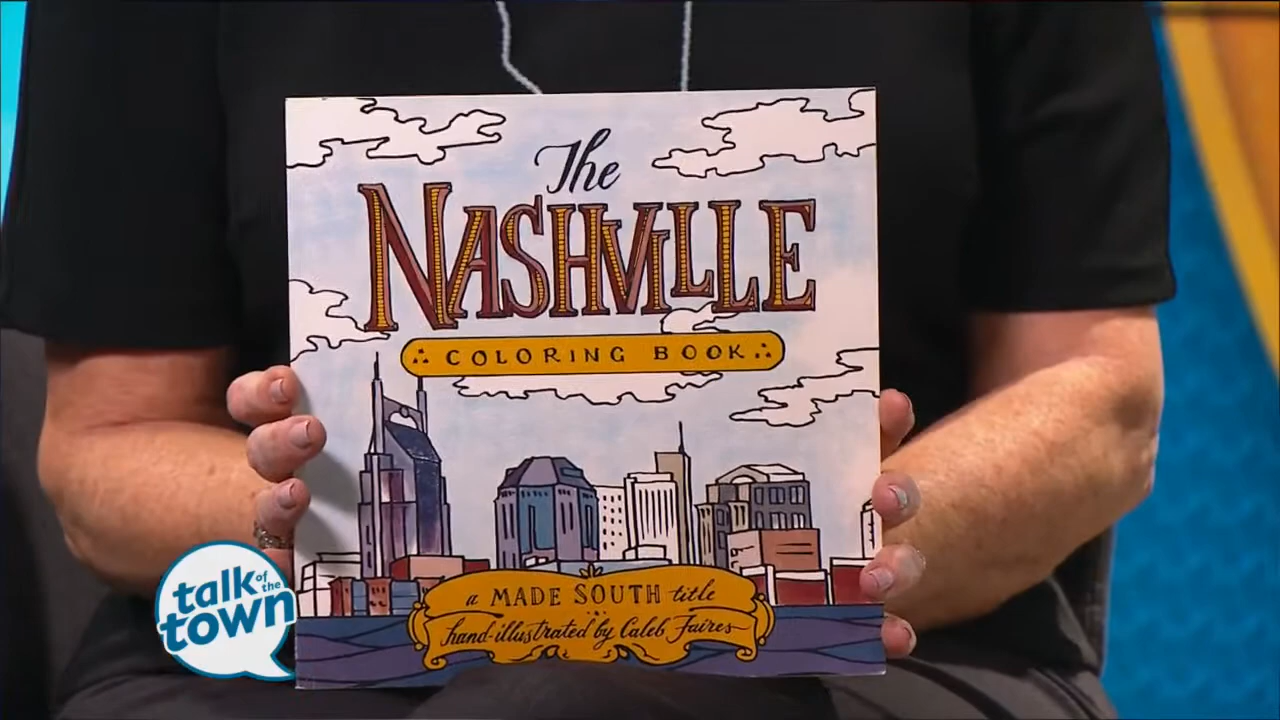 The
NASHVILLE
COLORING BOOK
a MADE SOUTH title
hand-illustrated by Caleb Faires
talk of the
town